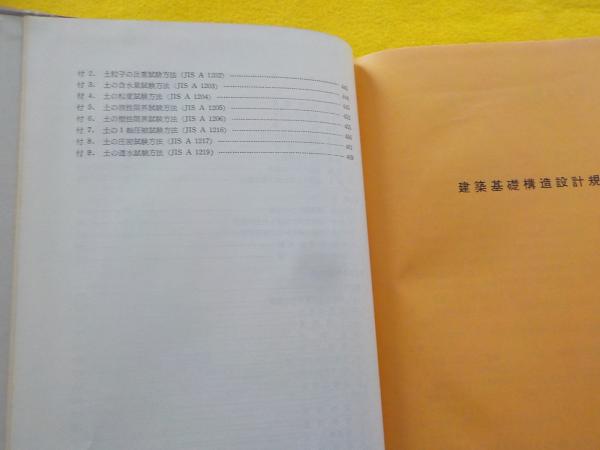 付 2. 土粒子の比重試験方法 (JIS A 1202)
付 3. 土の含水量試験方法 (JIS A 1203)
付 4. 土の粒度試験方法 (JIS A 1204)
付 5. 土の液性限界試験方法 (JIS A 1205)
付 6. 土の塑性限界試験方法 (JIS A 1206)
付 7. 土の1軸圧縮試験方法 (JIS A 1216)
付 8. 土の圧密試験方法 (JIS A 1217)
付 9. 土の透水試験方法 (JIS A 1219)
建築基礎構造設計規